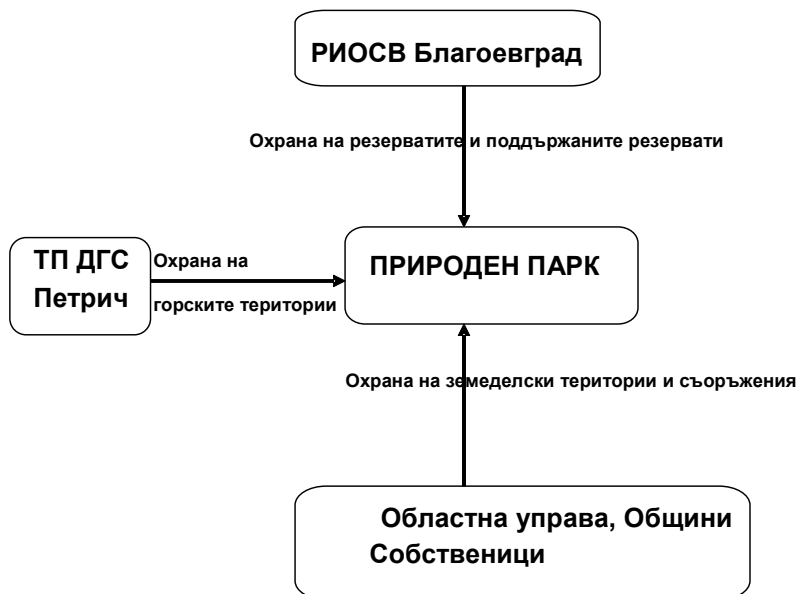 РИОСВ Благоевград
Охрана на резерватите и поддържаните резервати
ТП ДГС
Петрич
Охрана на
горските територии
ПРИРОДЕН ПАРК
Охрана на земеделски територии и съоръжения
Областна управа, Общини
Собственици